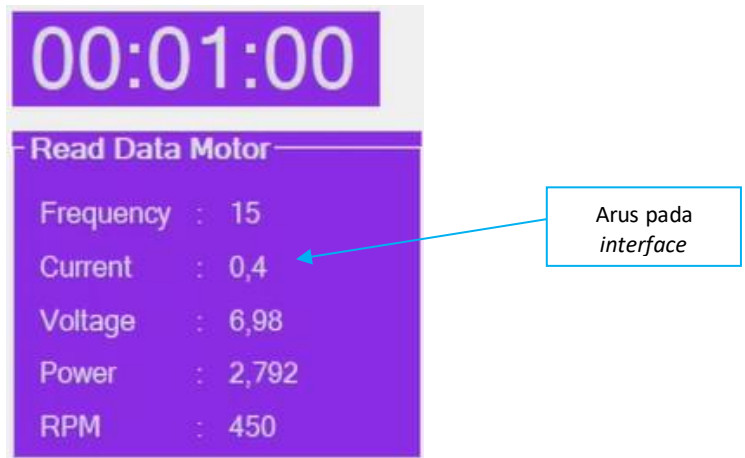 00:01:00
Read Data Motor
Frequency : 15
Current : 0,4
Voltage : 6,98
Power : 2,792
RPM : 450
Arus pada
interface